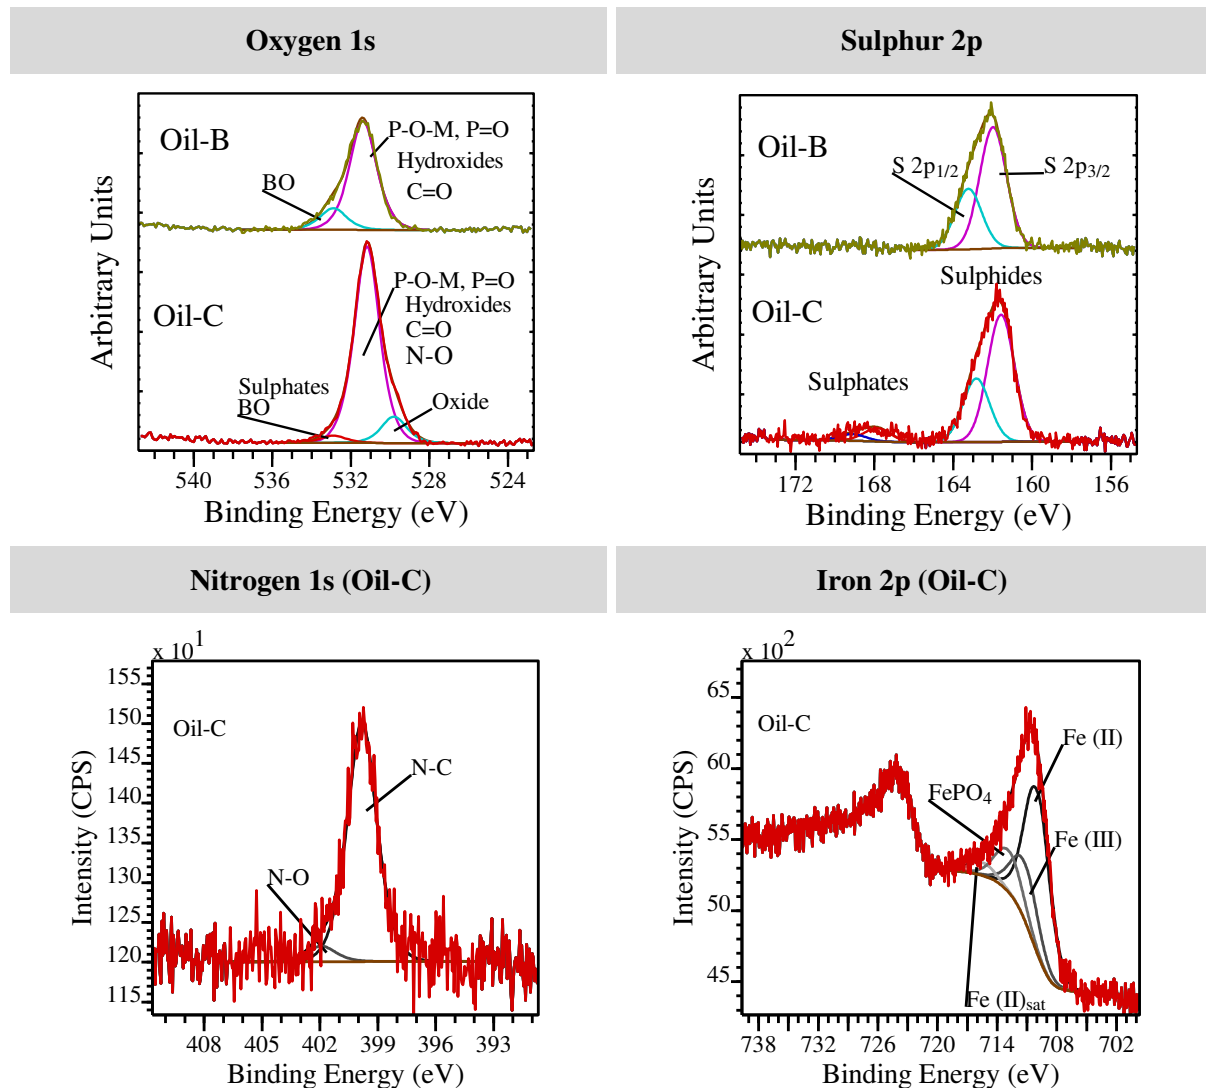 Oxygen 1s
Sulphur 2p
Oil-B
P-O-M, P=O
Hydroxides
C=O
BO
Oil-C
P-O-M, P=O
Hydroxides
C=O
N-O
Sulphates
BO
Oxide
Arbitrary Units
540 536 532 528 524
Binding Energy (eV)
Oil-B
S 2p1/2
S 2p3/2
Sulphides
Oil-C
Sulphates
Arbitrary Units
172 168 164 160 156
Binding Energy (eV)
Nitrogen 1s (Oil-C)
Iron 2p (Oil-C)
x 10^1
155
150
145
140
135
130
125
120
115
Intensity (CPS)
Oil-C
N-C
N-O
408 405 402 399 396 393
Binding Energy (eV)
x 10^2
65
60
55
50
45
Intensity (CPS)
Oil-C
Fe (II)
FePO4
Fe (III)
Fe (II)sat
738 732 726 720 714 708 702
Binding Energy (eV)